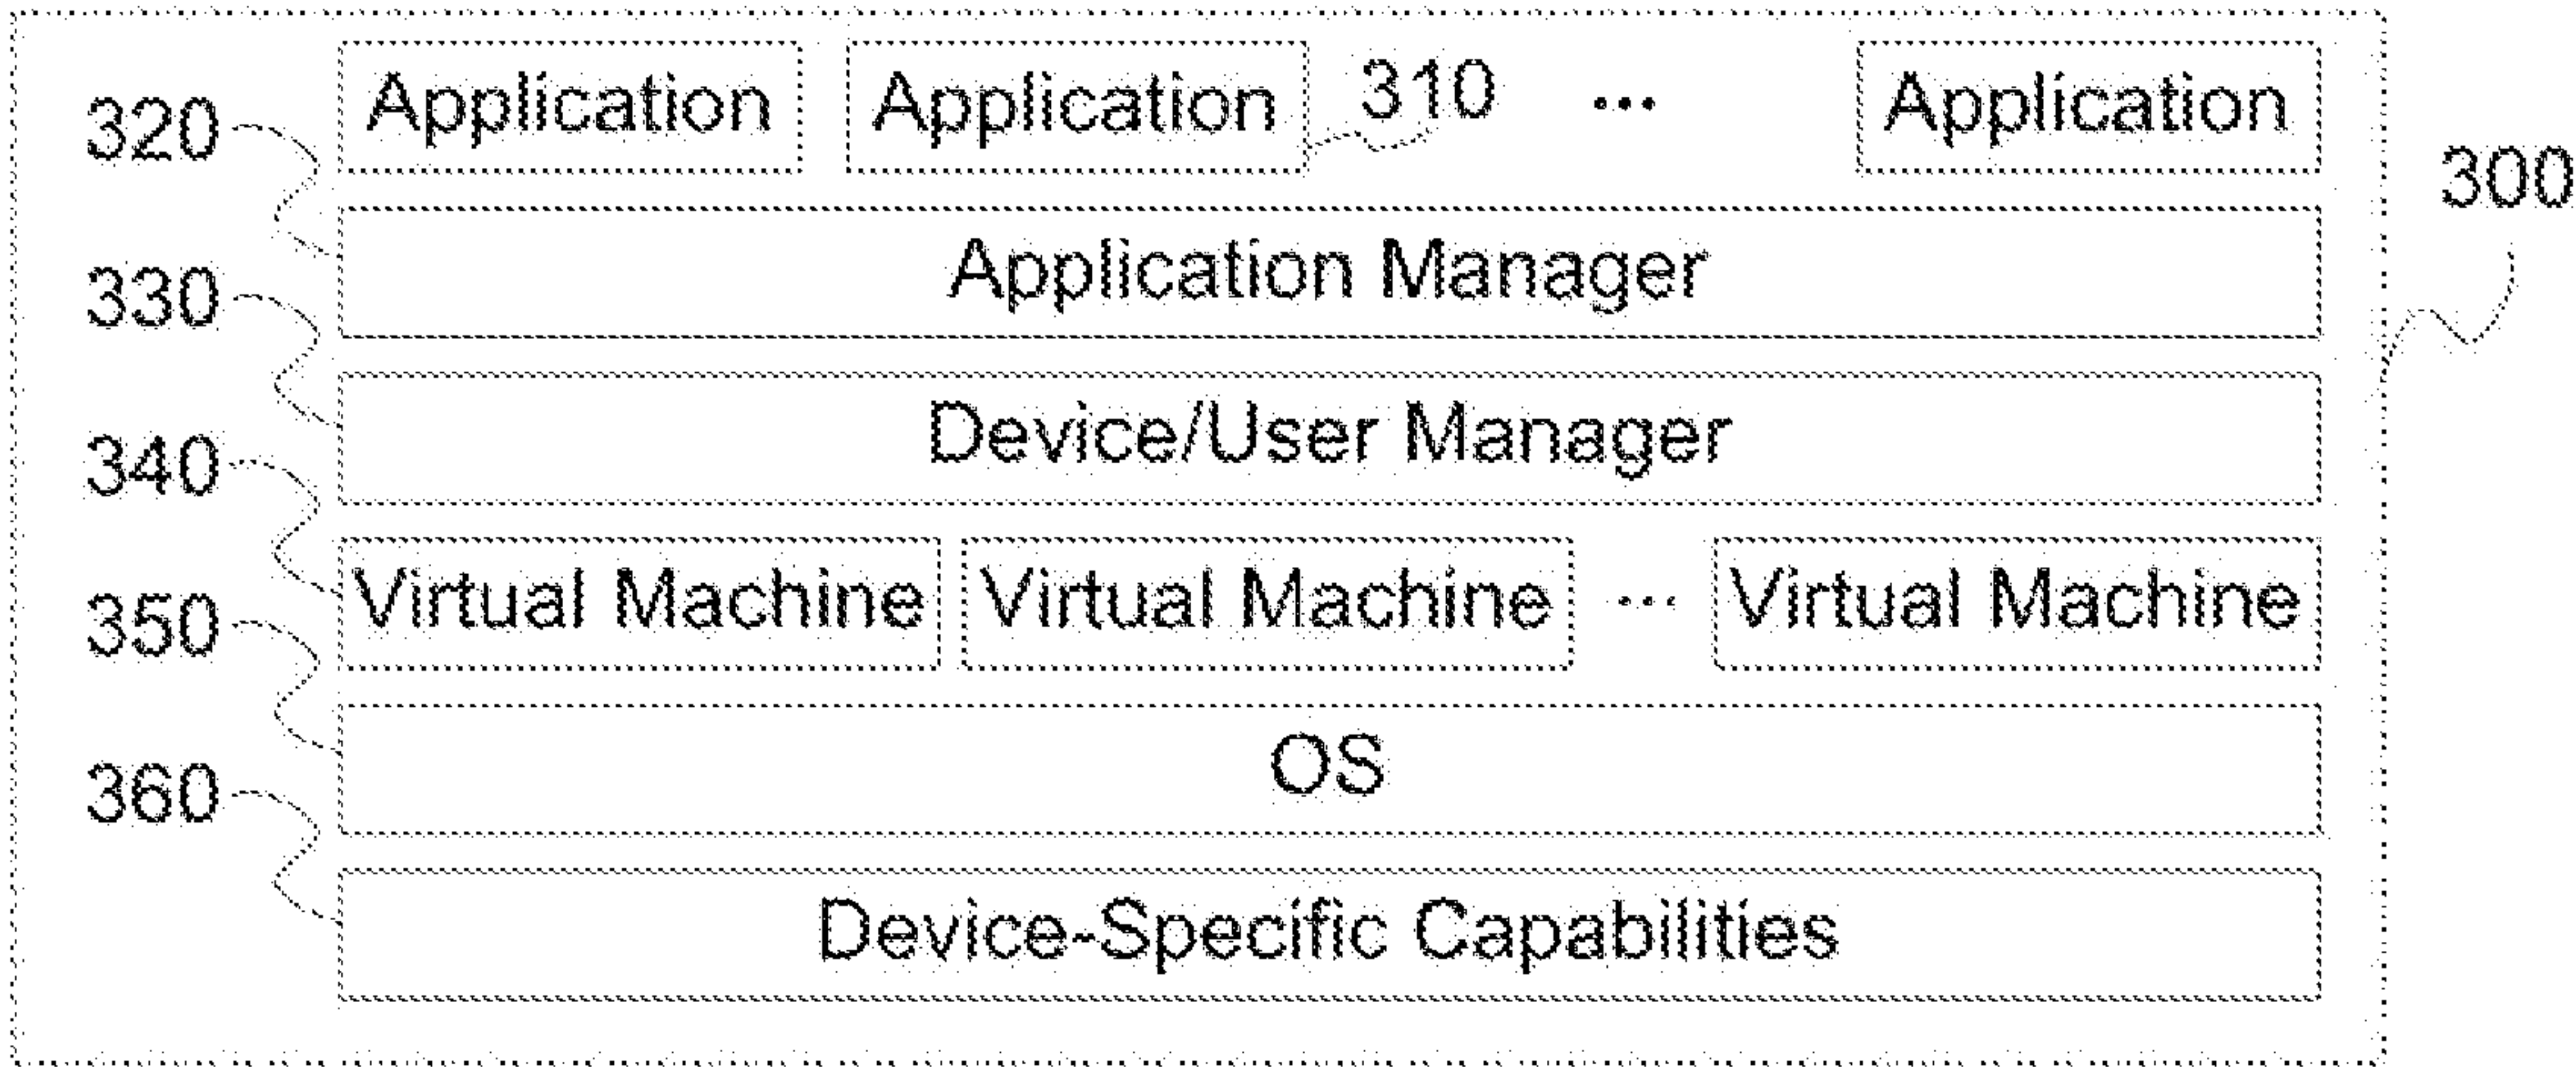 Application Application 310 ... Application
320
300
Application Manager
330
Device/User Manager
340
Virtual Machine Virtual Machine ... Virtual Machine
350
OS
360
Device-Specific Capabilities